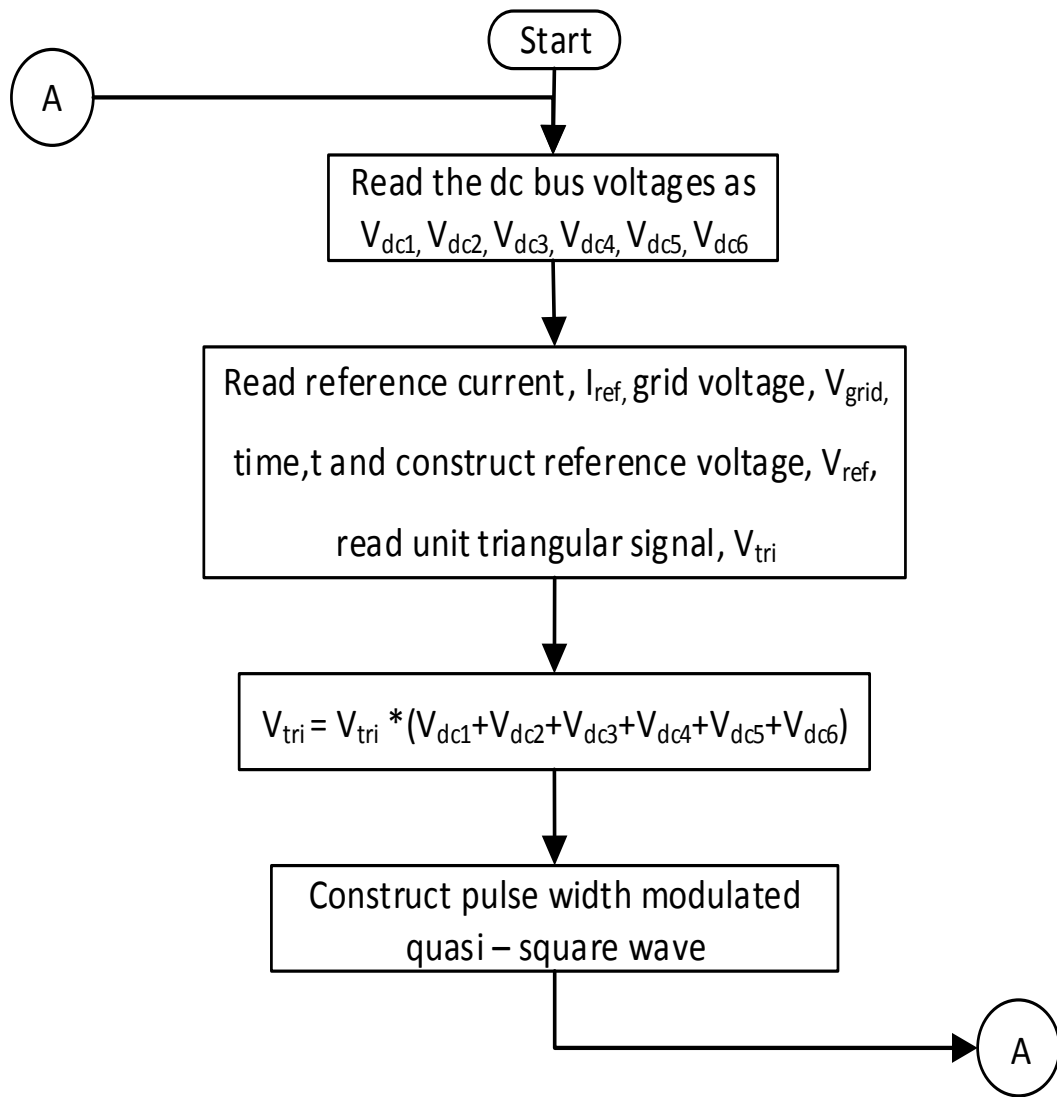 Start
A
Read the dc bus voltages as
Vdc1, Vdc2, Vdc3, Vdc4, Vdc5, Vdc6
Read reference current, Iref, grid voltage, Vgrid,
time,t and construct reference voltage, Vref,
read unit triangular signal, Vtri
Vtri = Vtri *(Vdc1+Vdc2+Vdc3+Vdc4+Vdc5+Vdc6)
Construct pulse width modulated
quasi – square wave
A